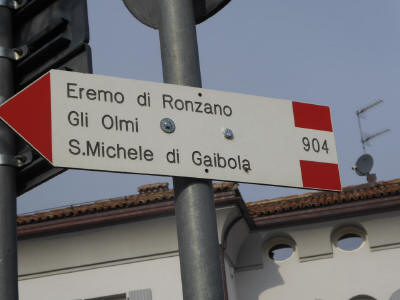 Eremo di Ronzano
Gli Olmi
S.Michele di Gaibola
904